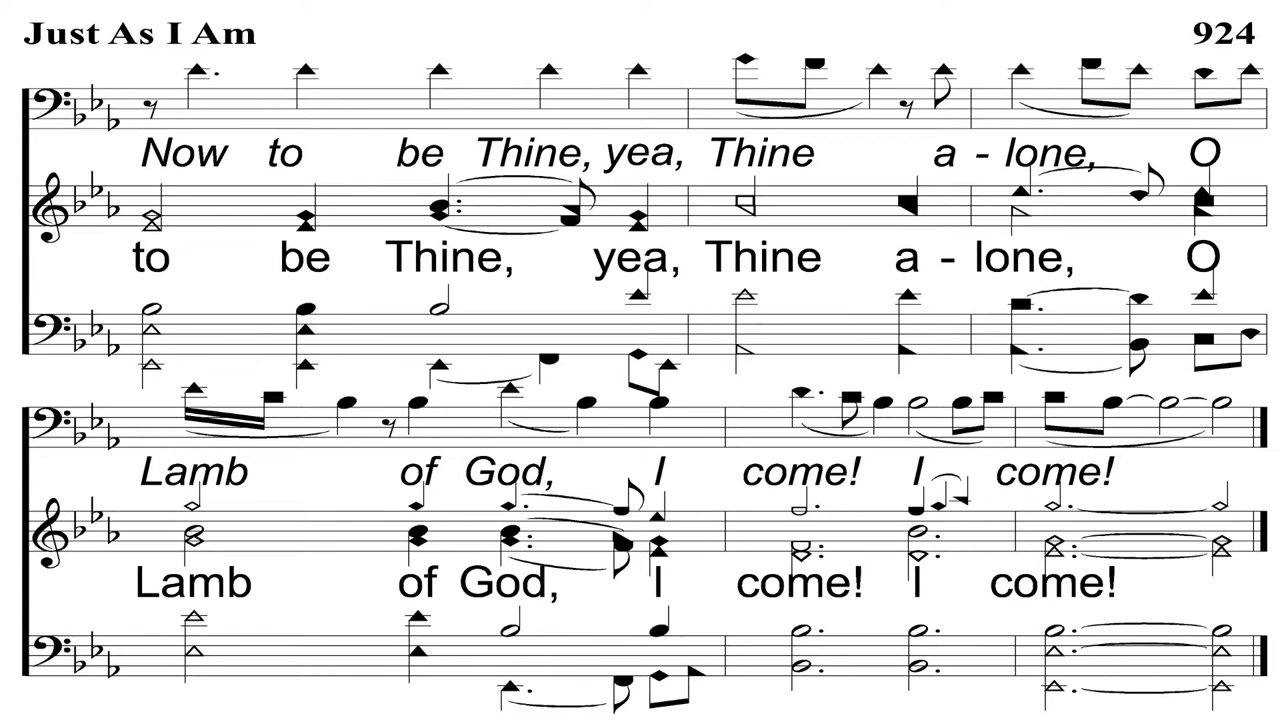 Just As I Am 924
Now to be Thine, yea, Thine a - lone, O
to be Thine, yea, Thine a - lone, O
Lamb of God, I come! I come!
Lamb of God, I come! I come!